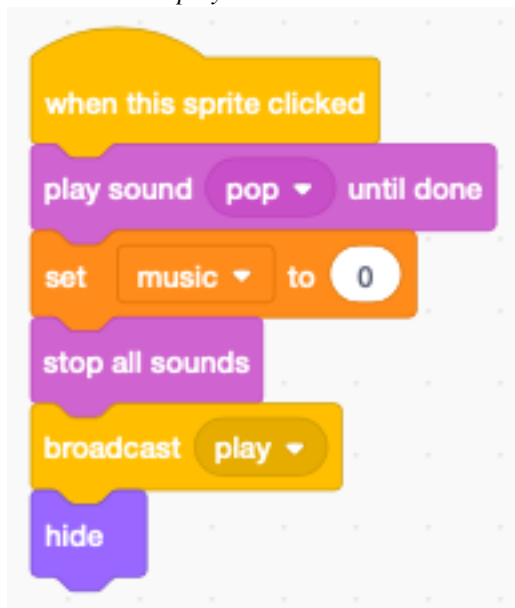 when this sprite clicked
play sound pop until done
set music to 0
stop all sounds
broadcast play
hide